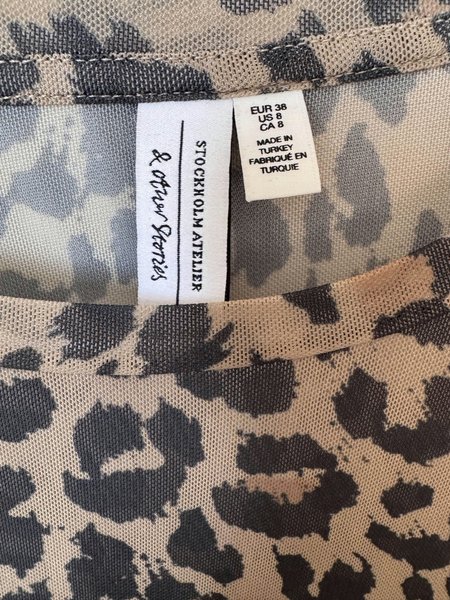 STOCKHOLM ATELIER
& Other Stories
EUR 38
US 8
CA 8
MADE IN
TURKEY
FABRIQUÉ EN
TURQUIE